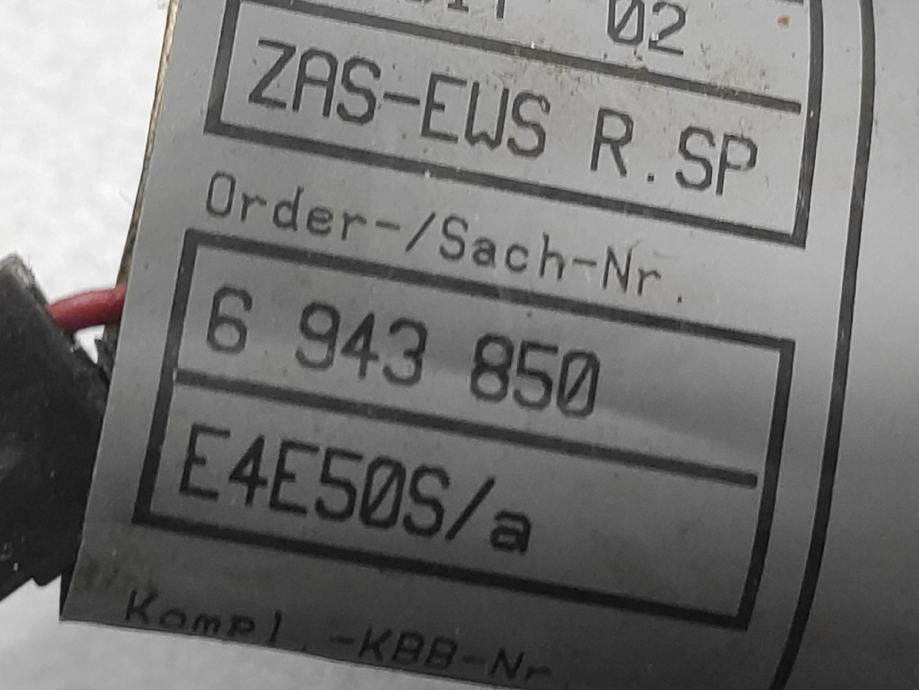 02
ZAS-EWS R.SP
Order-/Sach-Nr.
6 943 850
E4E50S/a
Kompl.-KBB-Nr